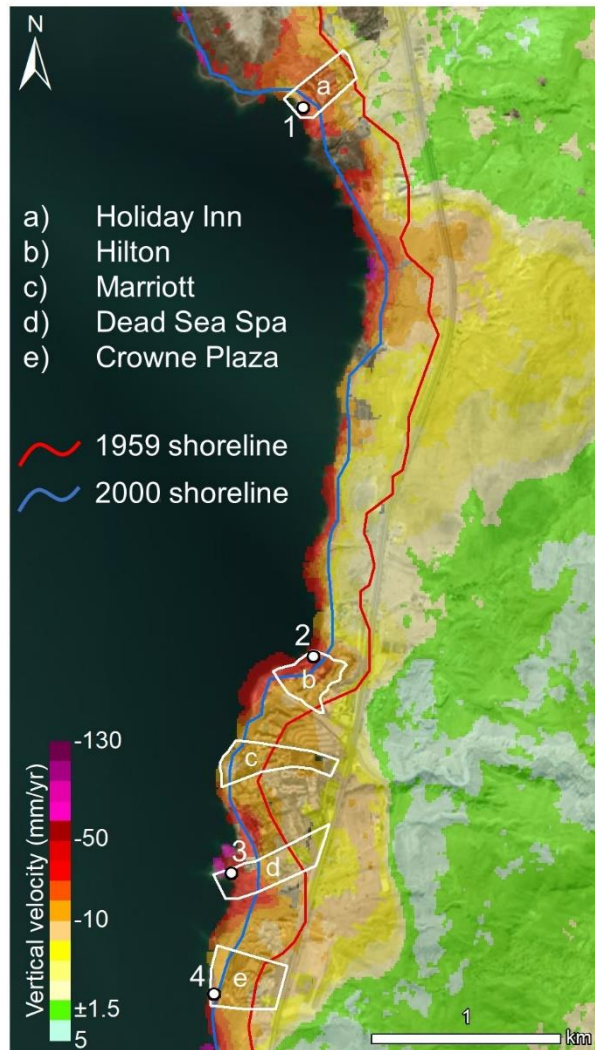 N
a
1
a) Holiday Inn
b) Hilton
c) Marriott
d) Dead Sea Spa
e) Crowne Plaza
1959 shoreline
2000 shoreline
2
b
c
3
d
4
e
Vertical velocity (mm/yr)
-130
-50
-10
±1.5
5
1
km